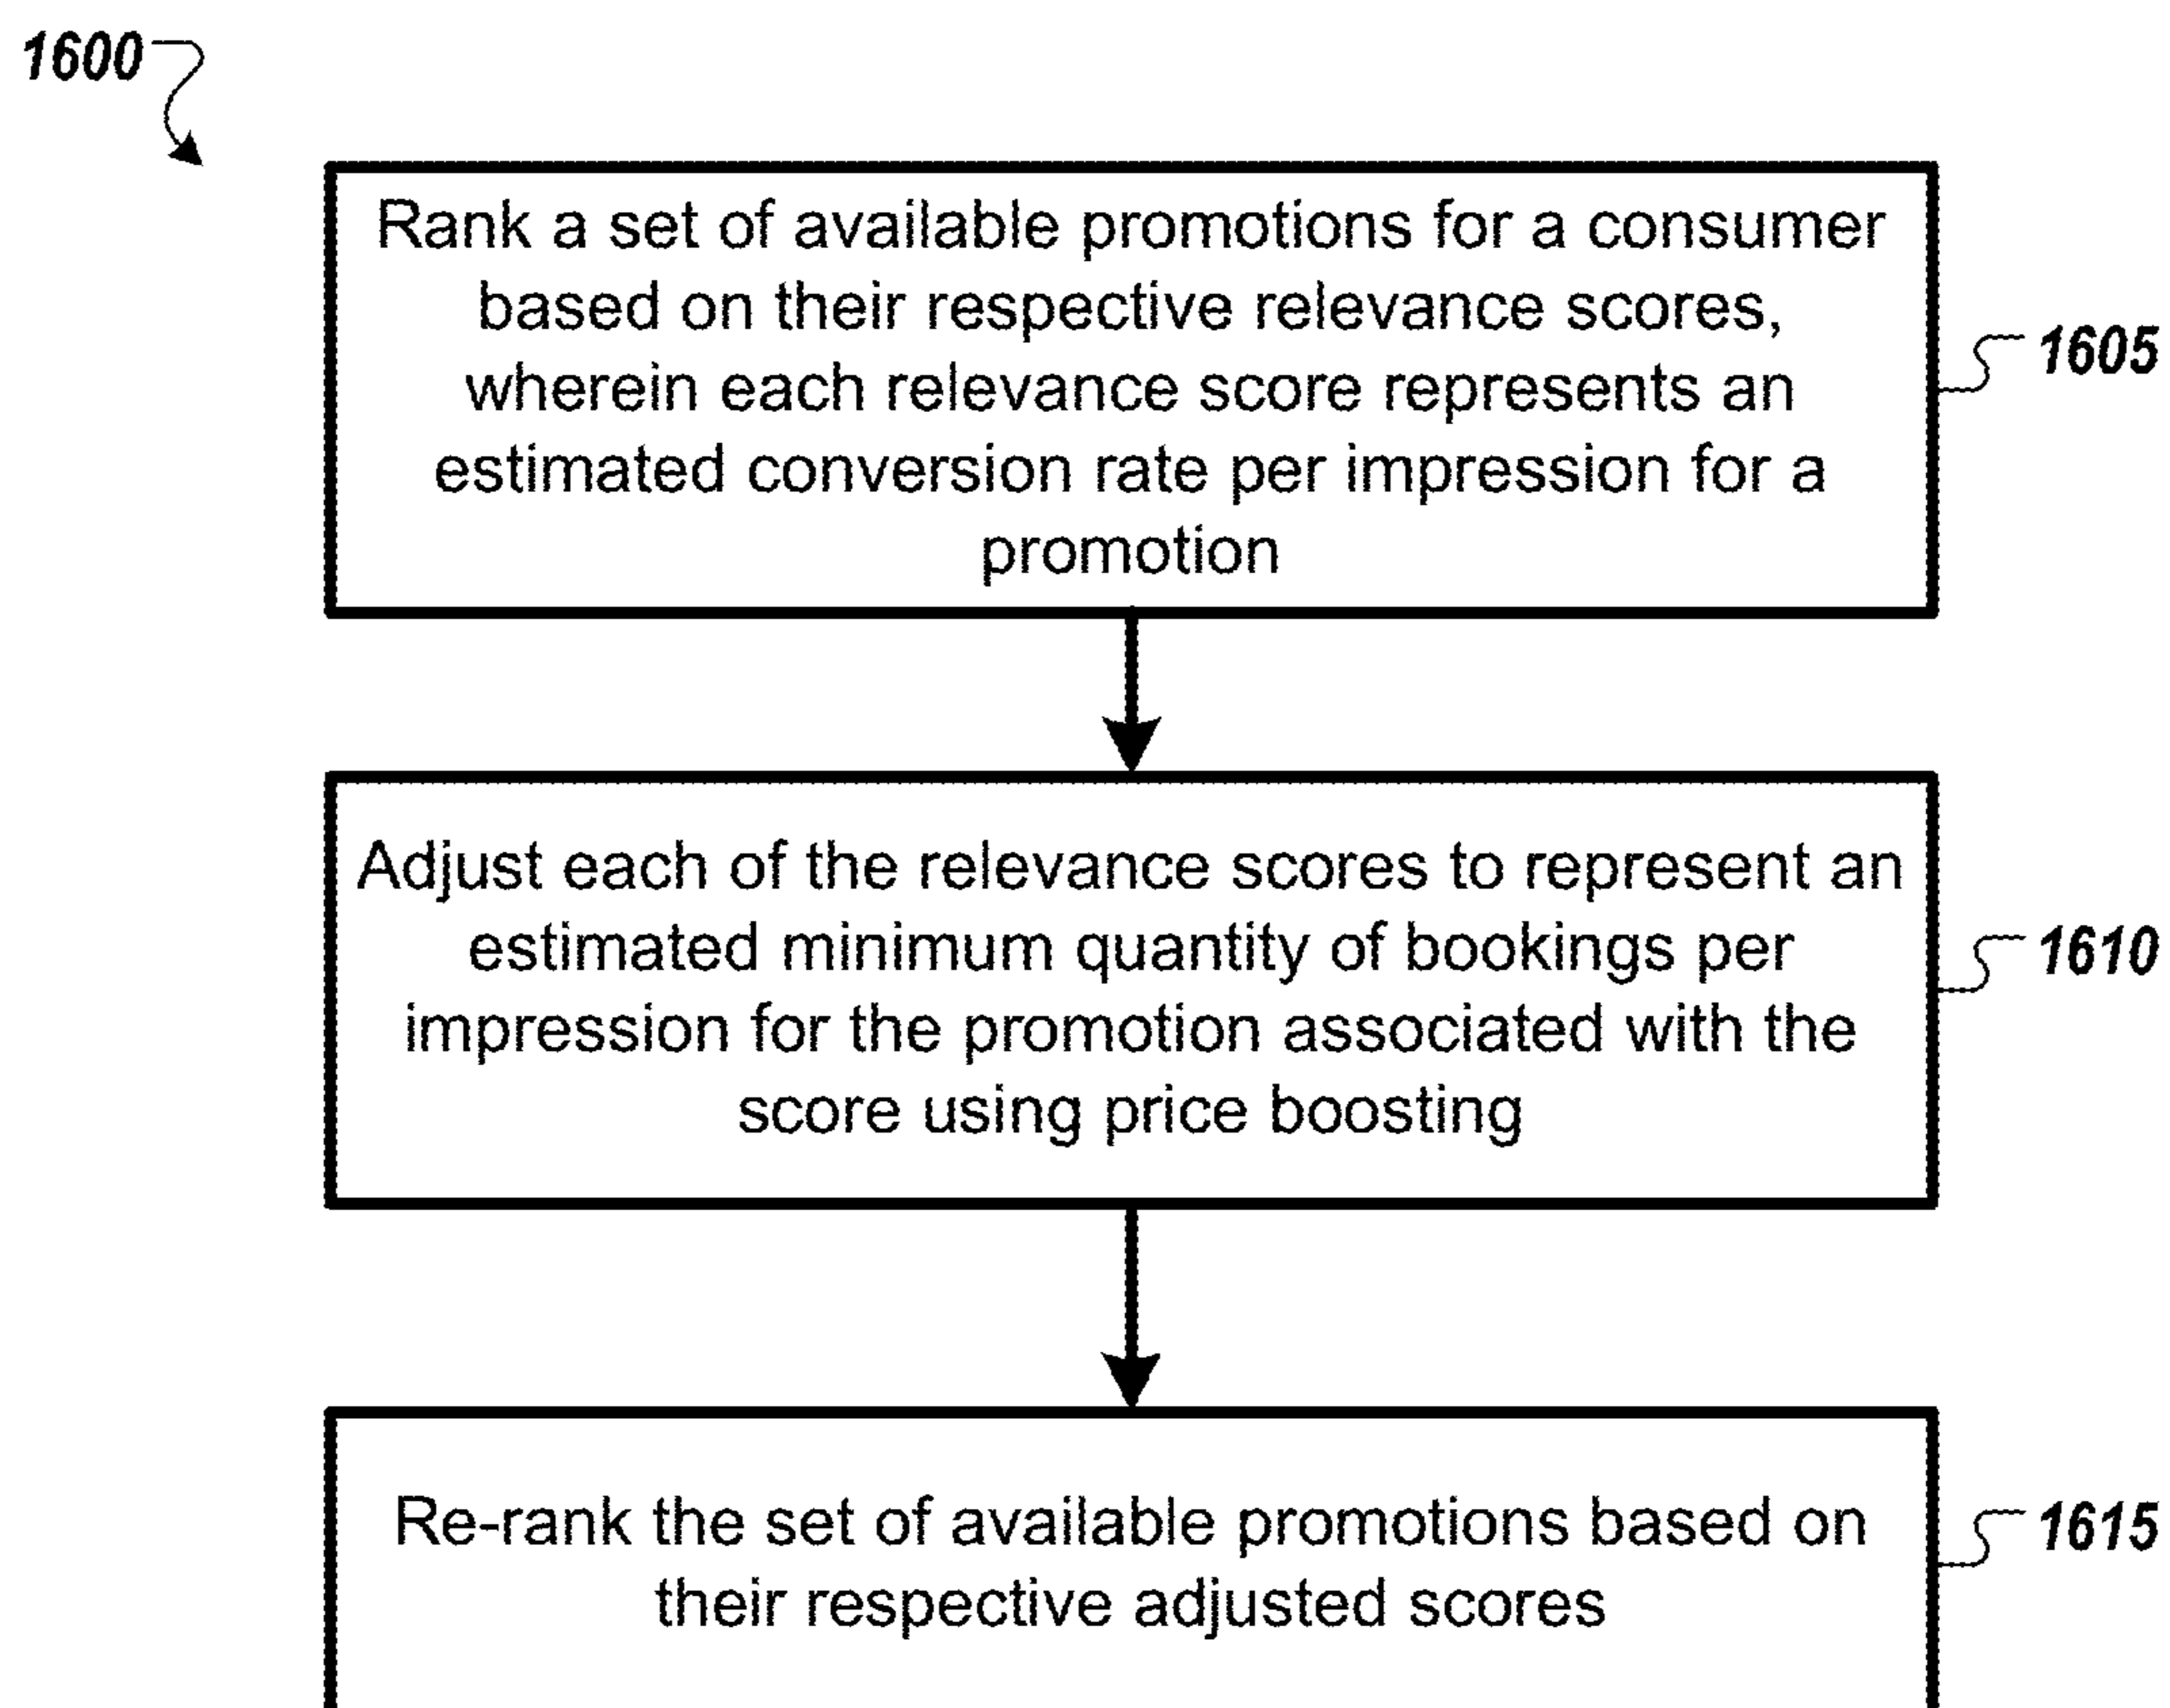 1600
Rank a set of available promotions for a consumer
based on their respective relevance scores,
wherein each relevance score represents an
estimated conversion rate per impression for a
promotion
1605
Adjust each of the relevance scores to represent an
estimated minimum quantity of bookings per
impression for the promotion associated with the
score using price boosting
1610
Re-rank the set of available promotions based on
their respective adjusted scores
1615